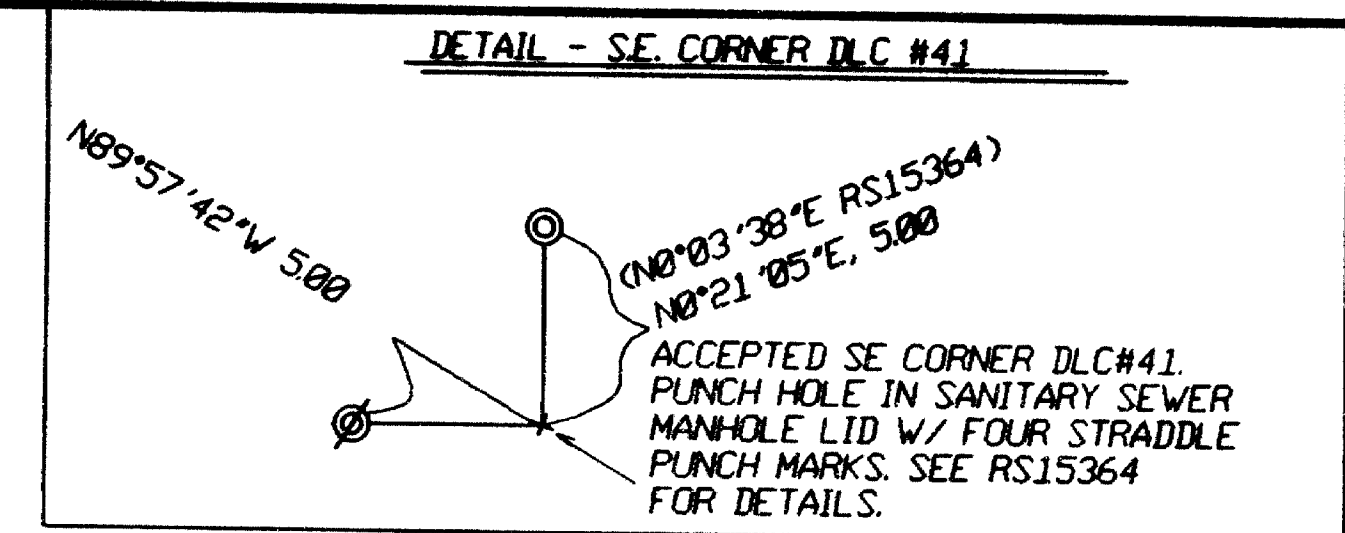 DETAIL - S.E. CORNER DLC #41
N89°57'42"W 5.00
(N0°03'38"E RS15364)
N0°21'05"E, 5.00
ACCEPTED SE CORNER DLC#41.
PUNCH HOLE IN SANITARY SEWER
MANHOLE LID W/ FOUR STRADDLE
PUNCH MARKS. SEE RS15364
FOR DETAILS.